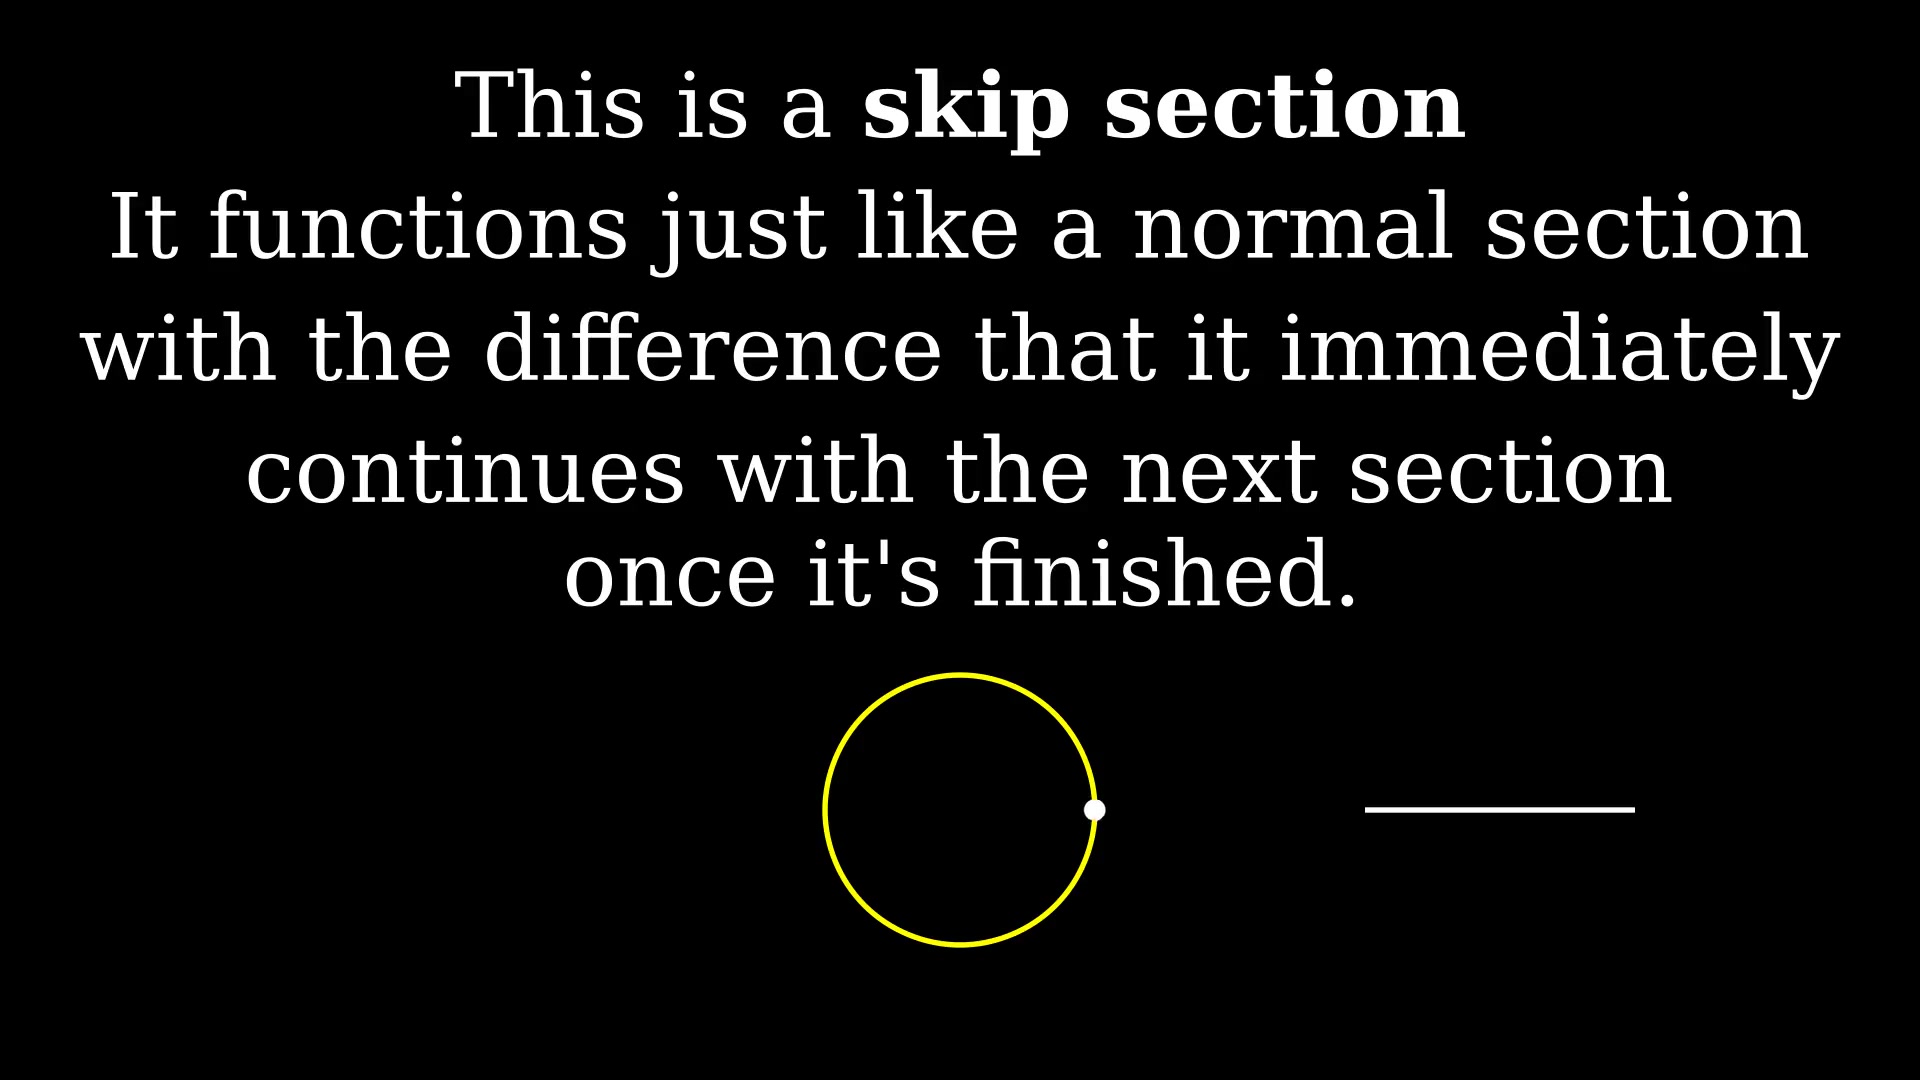 This is a skip section
It functions just like a normal section
with the difference that it immediately
continues with the next section
once it's finished.